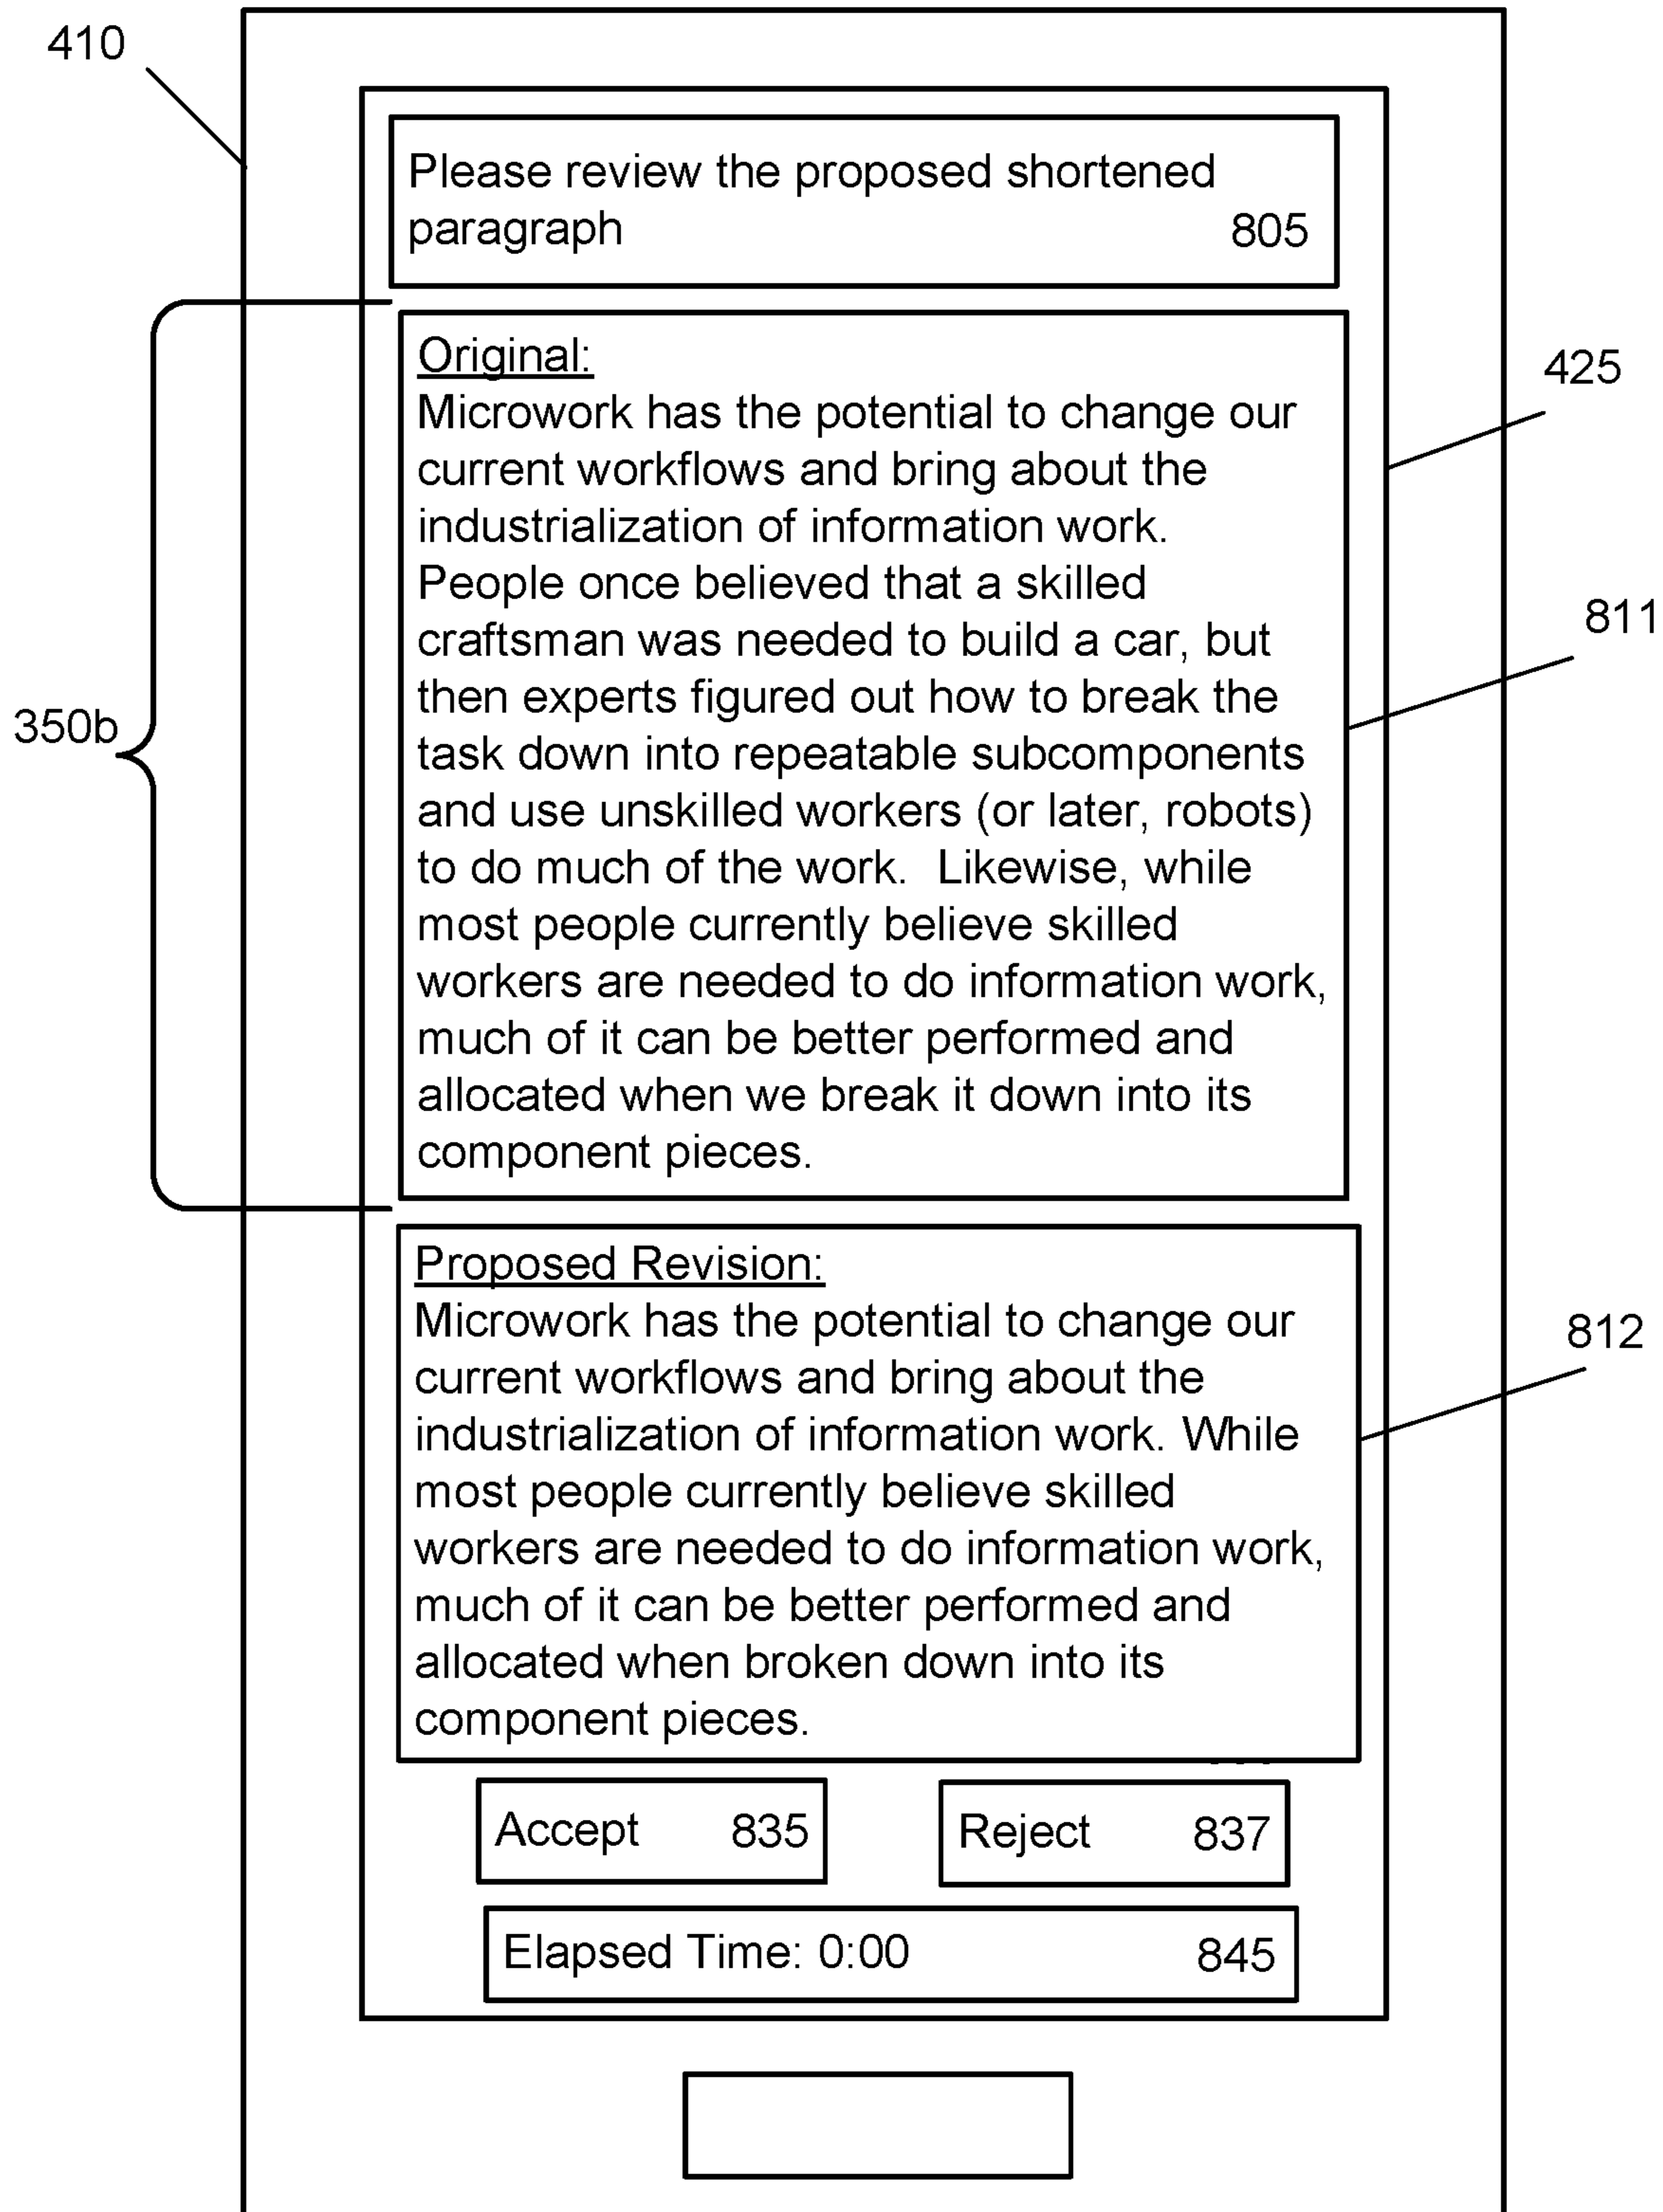 410
Please review the proposed shortened
paragraph 805
Original:
Microwork has the potential to change our
current workflows and bring about the
industrialization of information work.
People once believed that a skilled
craftsman was needed to build a car, but
then experts figured out how to break the
task down into repeatable subcomponents
and use unskilled workers (or later, robots)
to do much of the work.  Likewise, while
most people currently believe skilled
workers are needed to do information work,
much of it can be better performed and
allocated when we break it down into its
component pieces.
425
811
350b
Proposed Revision:
Microwork has the potential to change our
current workflows and bring about the
industrialization of information work. While
most people currently believe skilled
workers are needed to do information work,
much of it can be better performed and
allocated when broken down into its
component pieces.
812
Accept 835
Reject 837
Elapsed Time: 0:00 845